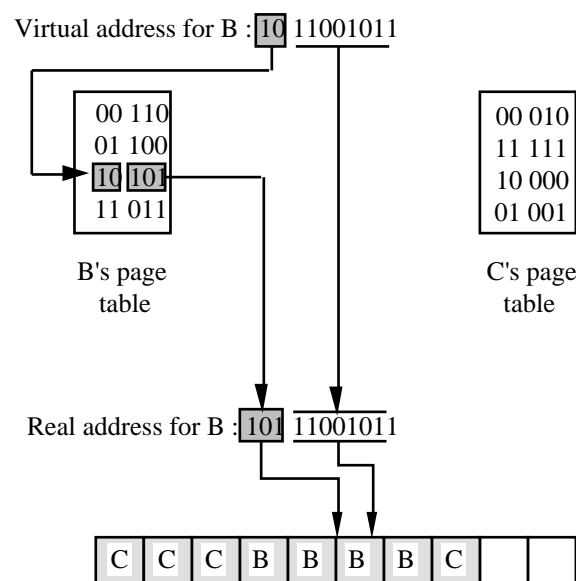 Virtual address for B : 10 11001011
00 110
01 100
10 101
11 011
B's page
table
00 010
11 111
10 000
01 001
C's page
table
Real address for B : 101 11001011
C C C B B B B C